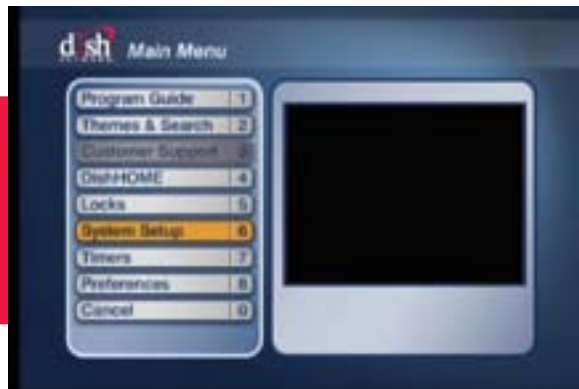 dish Main Menu
NETWORK
Program Guide 1
Themes & Search 2
Customer Support 3
DishHOME 4
Locks 5
System Setup 6
Timers 7
Preferences 8
Cancel 0